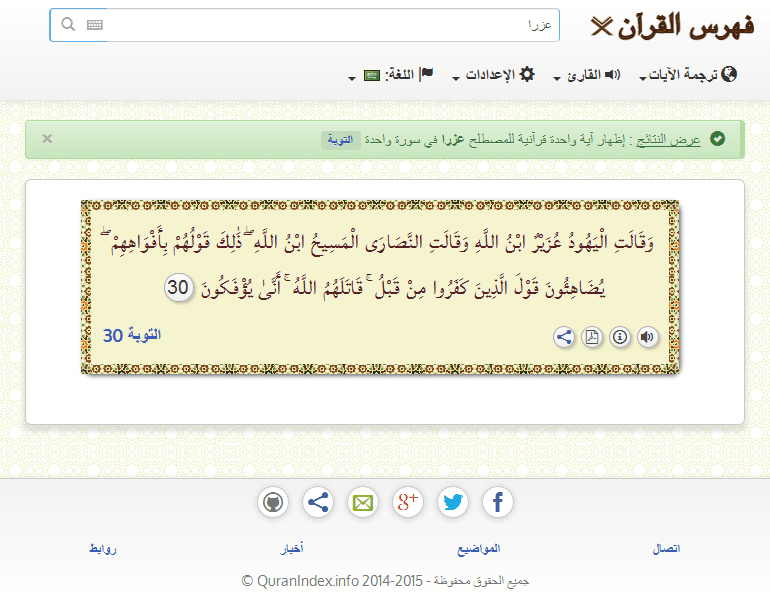 فهرس القرآن
عزرا
ترجمة الآيات
القارئ
الإعدادات
اللغة:
عرض النتائج : إظهار آية واحدة قرآنية للمصطلح عزرا في سورة واحدة التوبة ×
وَقَالَتِ الْيَهُودُ عُزَيْرٌ ابْنُ اللَّهِ وَقَالَتِ النَّصَارَى الْمَسِيحُ ابْنُ اللَّهِ ۖ ذَٰلِكَ قَوْلُهُمْ بِأَفْوَاهِهِمْ ۖ
يُضَاهِئُونَ قَوْلَ الَّذِينَ كَفَرُوا مِنْ قَبْلُ ۚ قَاتَلَهُمُ اللَّهُ ۚ أَنَّىٰ يُؤْفَكُونَ 30
التوبة 30
اتصال
المواضيع
أخبار
روابط
جميع الحقوق محفوظة - QuranIndex.info 2014-2015 ©